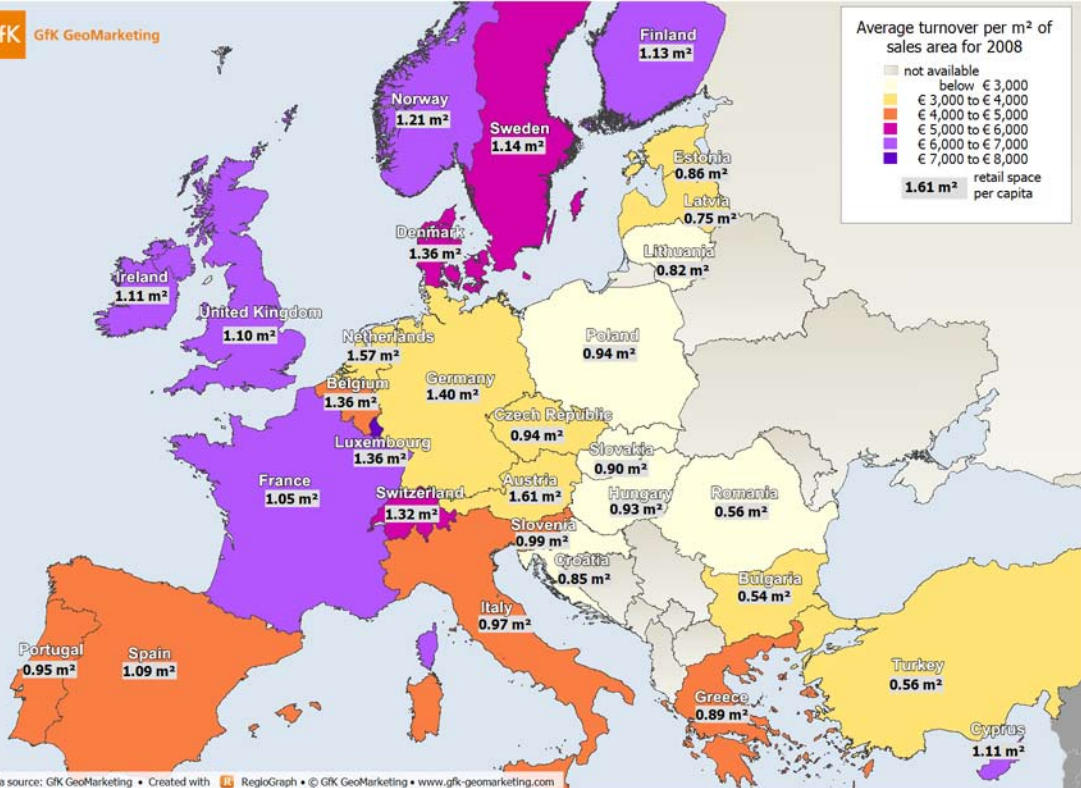 fK GfK GeoMarketing
Average turnover per m² of
sales area for 2008
not available
below € 3,000
€ 3,000 to € 4,000
€ 4,000 to € 5,000
€ 5,000 to € 6,000
€ 6,000 to € 7,000
€ 7,000 to € 8,000
1.61 m² retail space
per capita
Finland
1.13 m²
Norway
1.21 m²
Sweden
1.14 m²
Estonia
0.86 m²
Latvia
0.75 m²
Denmark
1.36 m²
Lithuania
0.82 m²
Ireland
1.11 m²
United Kingdom
1.10 m²
Netherlands
1.57 m²
Poland
0.94 m²
Belgium
1.36 m²
Germany
1.40 m²
Czech Republic
0.94 m²
Luxembourg
1.36 m²
Slovakia
0.90 m²
France
1.05 m²
Switzerland
1.32 m²
Austria
1.61 m²
Hungary
0.93 m²
Romania
0.56 m²
Slovenia
0.99 m²
Croatia
0.85 m²
Bulgaria
0.54 m²
Italy
0.97 m²
Portugal
0.95 m²
Spain
1.09 m²
Turkey
0.56 m²
Greece
0.89 m²
Cyprus
1.11 m²
a source: GfK GeoMarketing • Created with R RegioGraph • © GfK GeoMarketing • www.gfk-geomarketing.com